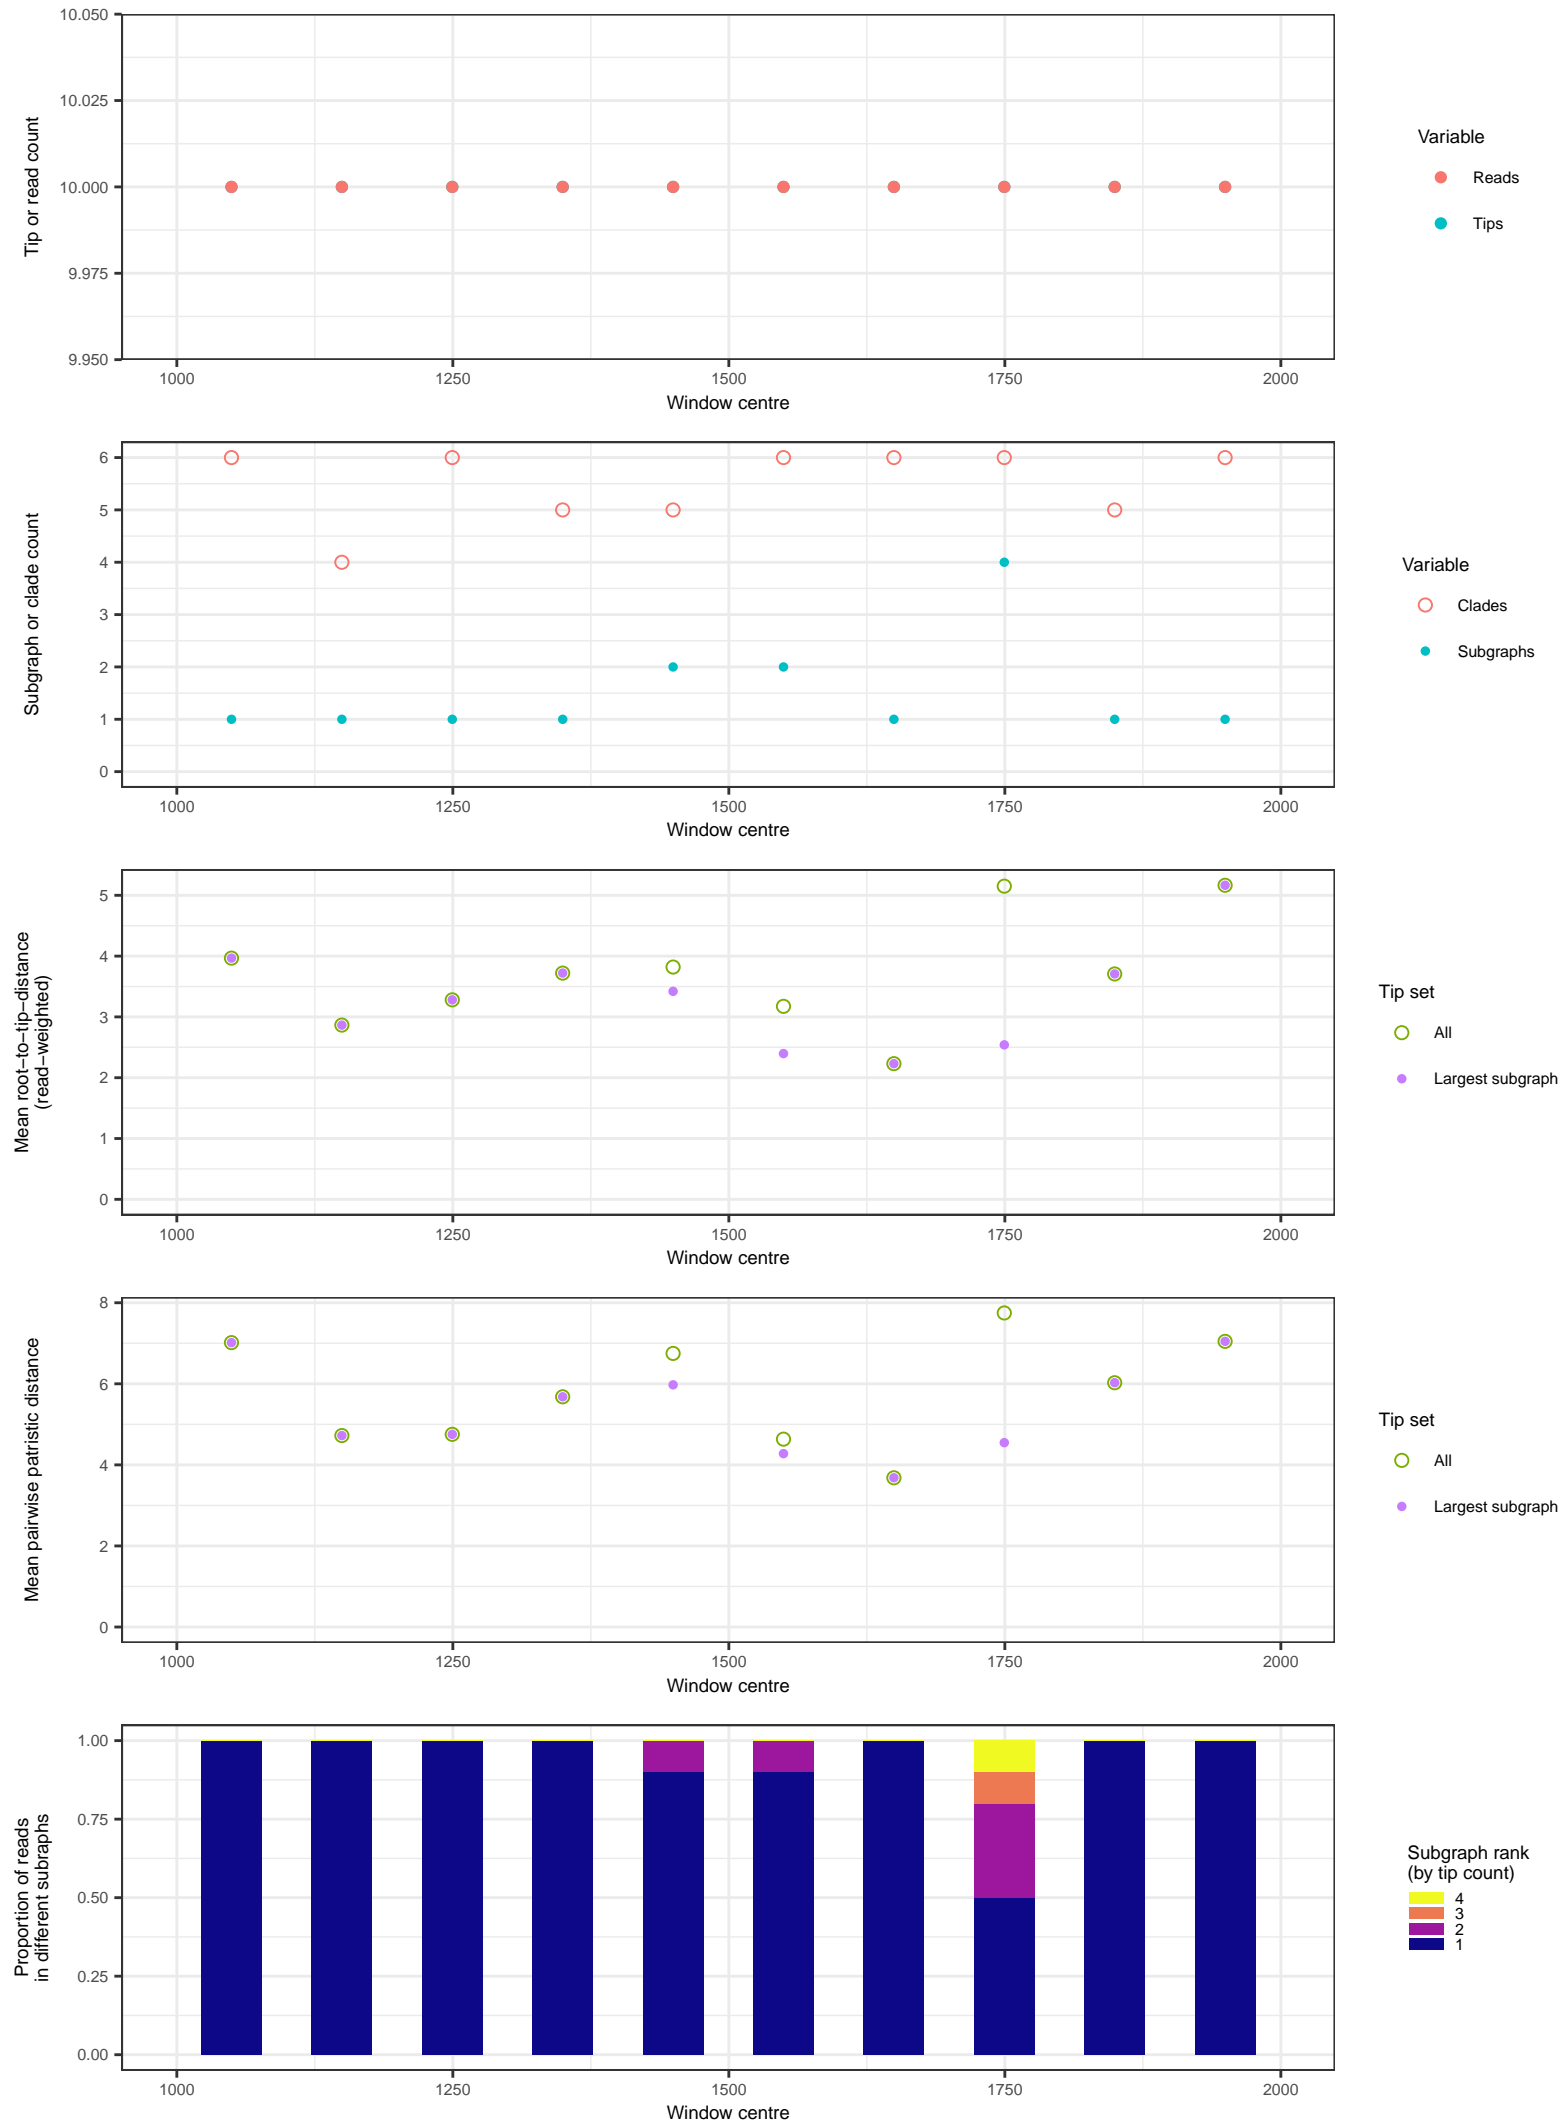 10.050
10.025
10.000
9.975
9.950
Tip or read count
1000 1250 1500 1750 2000
Window centre
Variable
Reads
Tips
6
5
4
3
2
1
0
Subgraph or clade count
1000 1250 1500 1750 2000
Window centre
Variable
Clades
Subgraphs
5
4
3
2
1
0
Mean root−to−tip−distance
(read−weighted)
1000 1250 1500 1750 2000
Window centre
Tip set
All
Largest subgraph
8
6
4
2
0
Mean pairwise patristic distance
1000 1250 1500 1750 2000
Window centre
Tip set
All
Largest subgraph
1.00
0.75
0.50
0.25
0.00
Proportion of reads
in different subraphs
1000 1250 1500 1750 2000
Window centre
Subgraph rank
(by tip count)
4
3
2
1